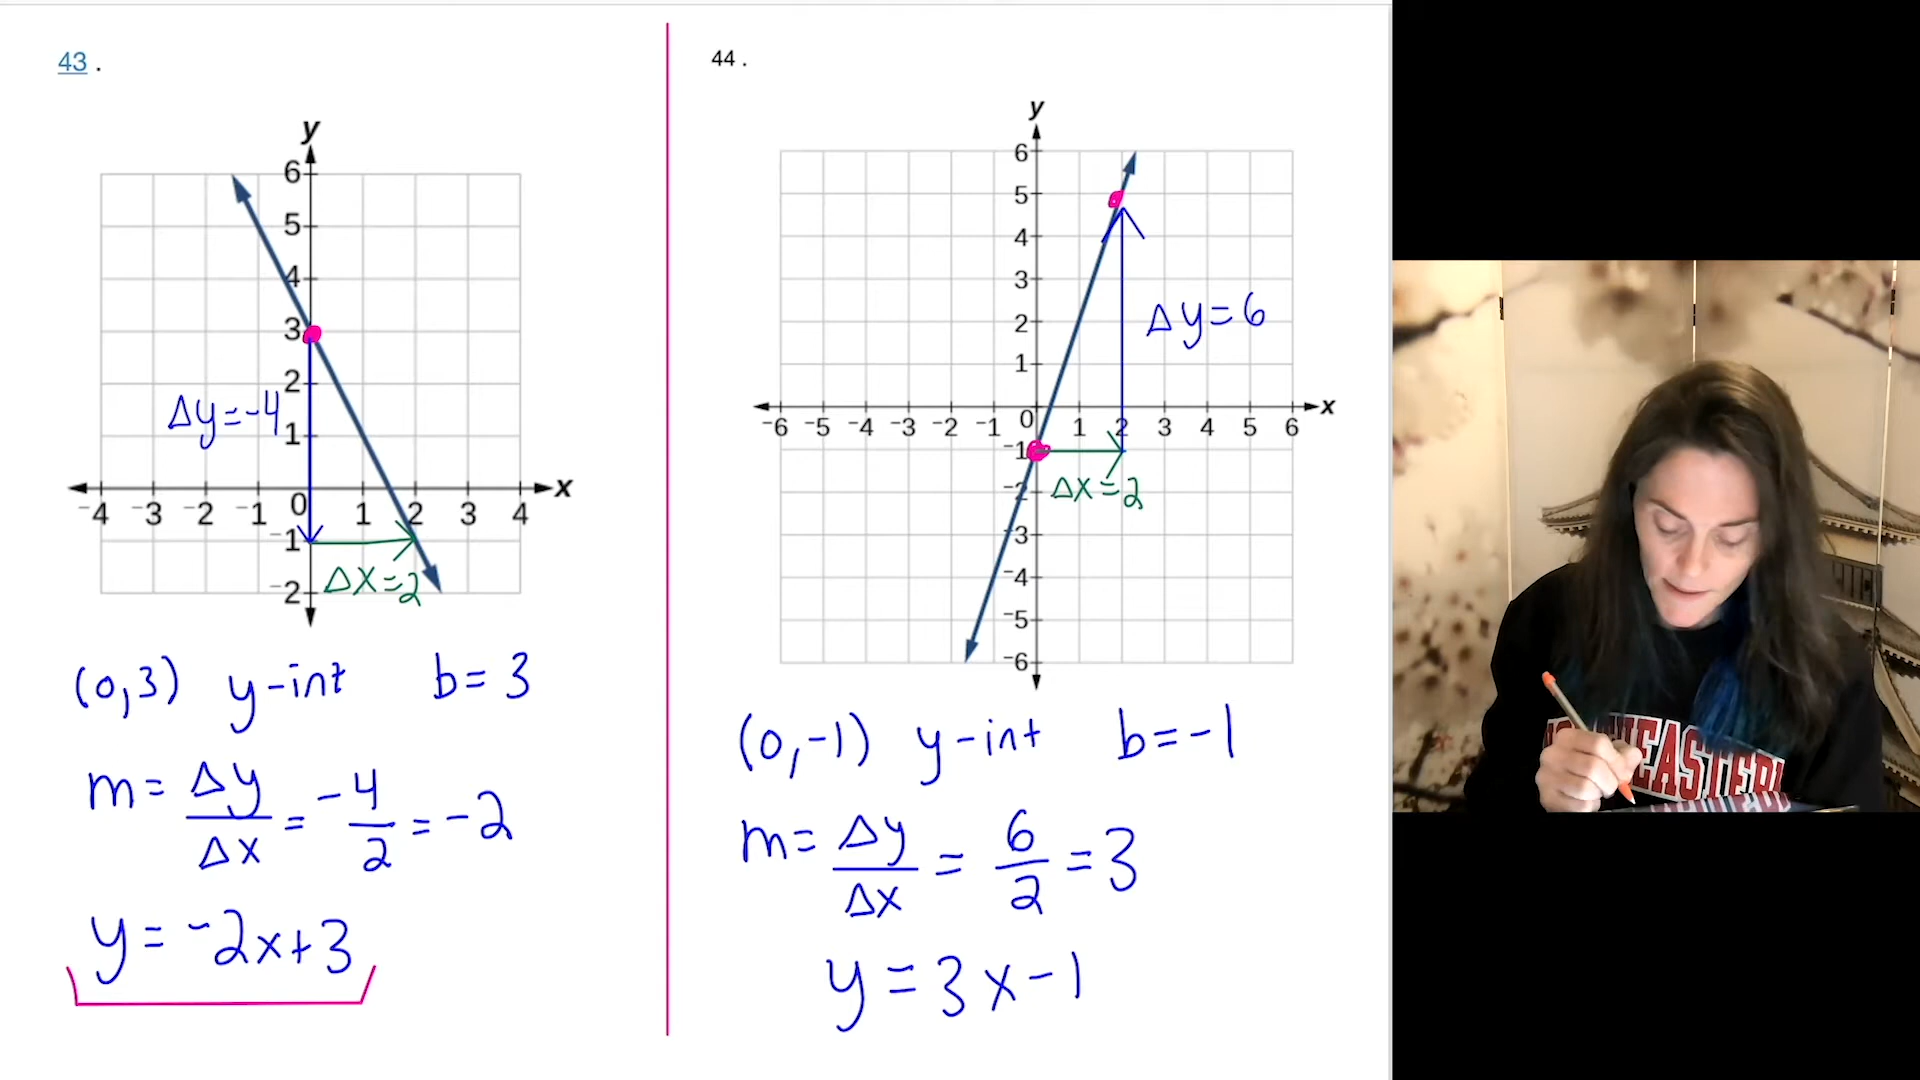 43 .
y
6
5
4
3
2
1
0
-4 -3 -2 -1 1 2 3 4 x
-1
-2
Δy=-4
Δx=2
(0,3) y-int b=3
m= Δy/Δx = -4/2 = -2
y= -2x+3
44 .
y
6
5
4
3
2
1
0
-6 -5 -4 -3 -2 -1 1 2 3 4 5 6 x
-1
-2
-3
-4
-5
-6
Δy=6
Δx=2
(0,-1) y-int b=-1
m= Δy/Δx = 6/2 =3
y=3x-1